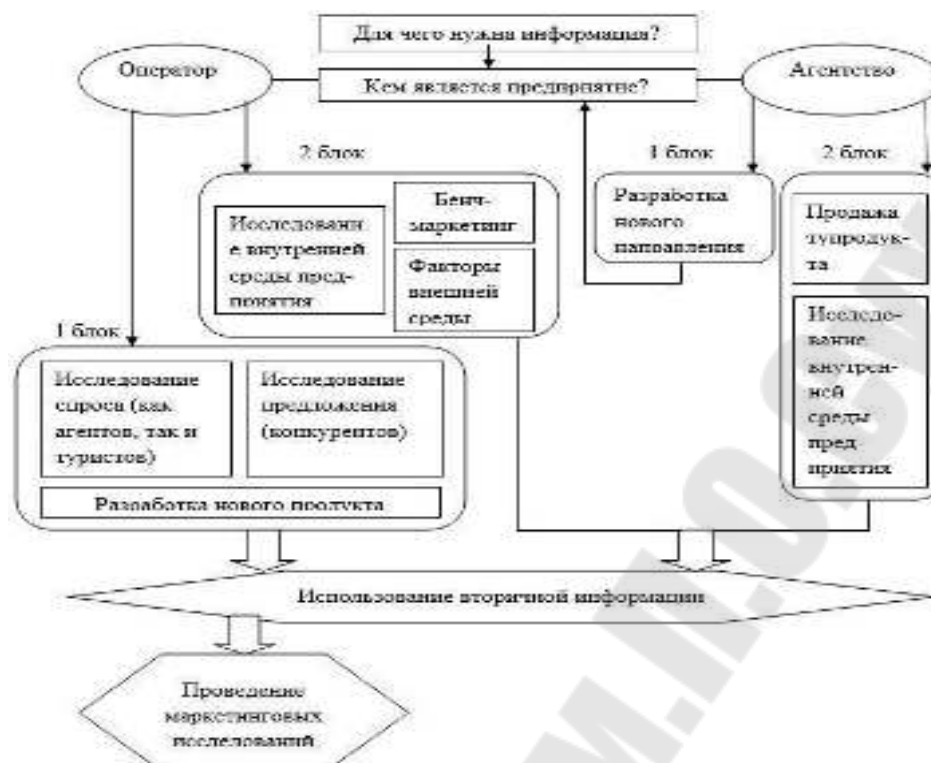 Для чего нужна информация?
Оператор
Кем является предприятие?
Агентство
2 блок
1 блок
2 блок
Исследовани
е внутренней
среды пред-
понятия
Бенч-
маркетинг
Факторы
внешней
среды
Разработка
нового
направления
Продажа
тупродук-
та
Исследо-
вание
внутрен-
ней
среды
пред
приятия
1 блок
Исследование
спроса (как
агентов, так и
туристов)
Исследование
предложения
(конкурентов)
Разработка нового продукта
Использование вторичной информации
Проведение
маркетинговых
исследований